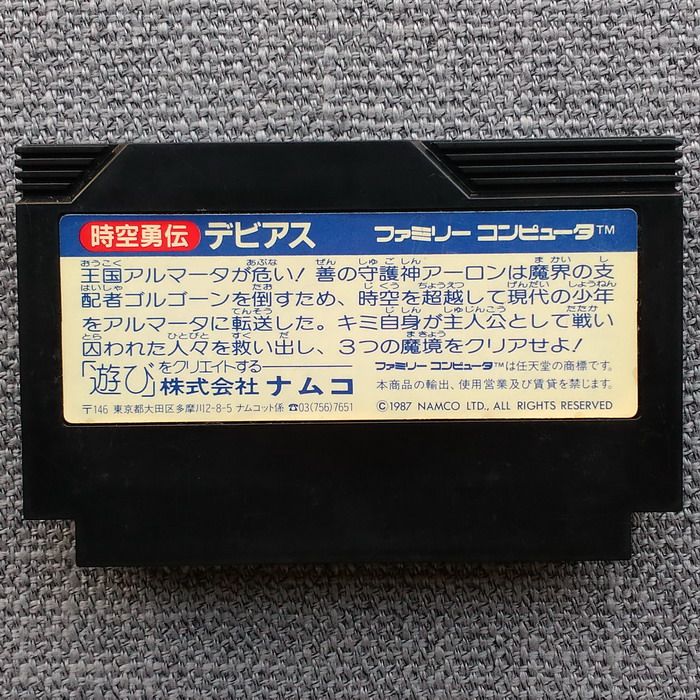 時空勇伝 デビアス ファミリー コンピュータ™
王国アルマータが危い！善の守護神アーロンは魔界の支
配者ゴルゴーンを倒すため、時空を超越して現代の少年
をアルマータに転送した。キミ自身が主人公として戦い
囚われた人々を救い出し、3つの魔境をクリアせよ！
「遊び」をクリエイトする 株式会社 ナムコ
〒146 東京都大田区多摩川2-8-5 ナムコット係 ☎03(756)7651
ファミリー コンピュータ™は任天堂の商標です。
本商品の輸出、使用営業及び賃貸を禁じます。
©1987 NAMCO LTD., ALL RIGHTS RESERVED